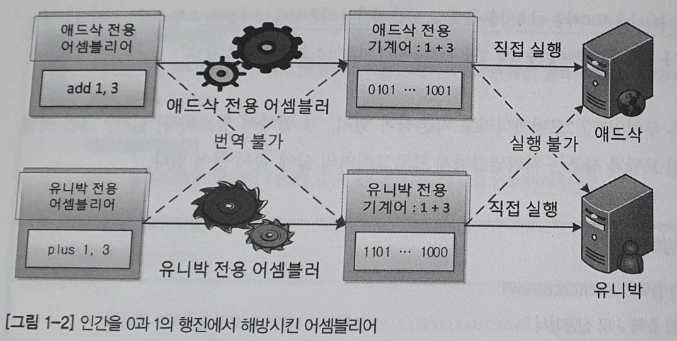 애드삭 전용
어셈블리어
add 1, 3
애드삭 전용 어셈블러
애드삭 전용
기계어 : 1 + 3
0101 … 1001
직접 실행
애드삭
번역 불가
실행 불가
유니박 전용
어셈블리어
plus 1, 3
유니박 전용 어셈블러
유니박 전용
기계어 : 1 + 3
1101 … 1000
직접 실행
유니박
[그림 1-2] 인간을 0과 1의 행진에서 해방시킨 어셈블리어